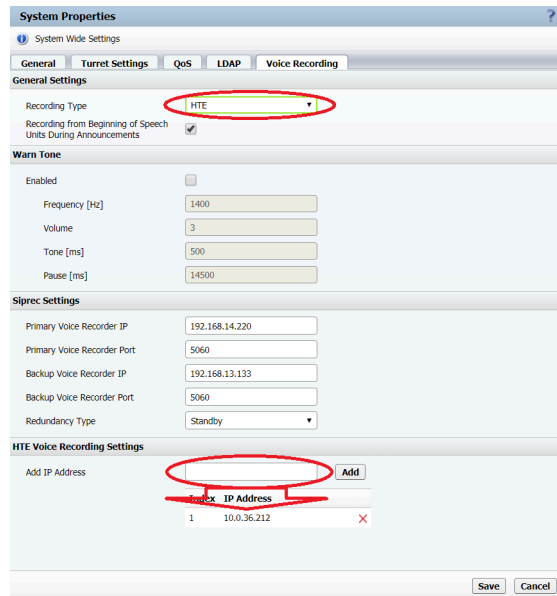 System Properties ?
System Wide Settings
General Turret Settings QoS LDAP Voice Recording
General Settings
Recording Type HTE
Recording from Beginning of Speech
Units During Announcements
Warn Tone
Enabled
Frequency [Hz] 1400
Volume 3
Tone [ms] 500
Pause [ms] 14500
Siprec Settings
Primary Voice Recorder IP 192.168.14.220
Primary Voice Recorder Port 5060
Backup Voice Recorder IP 192.168.13.133
Backup Voice Recorder Port 5060
Redundancy Type Standby
HTE Voice Recording Settings
Add IP Address Add
Index IP Address
1 10.0.36.212
Save Cancel